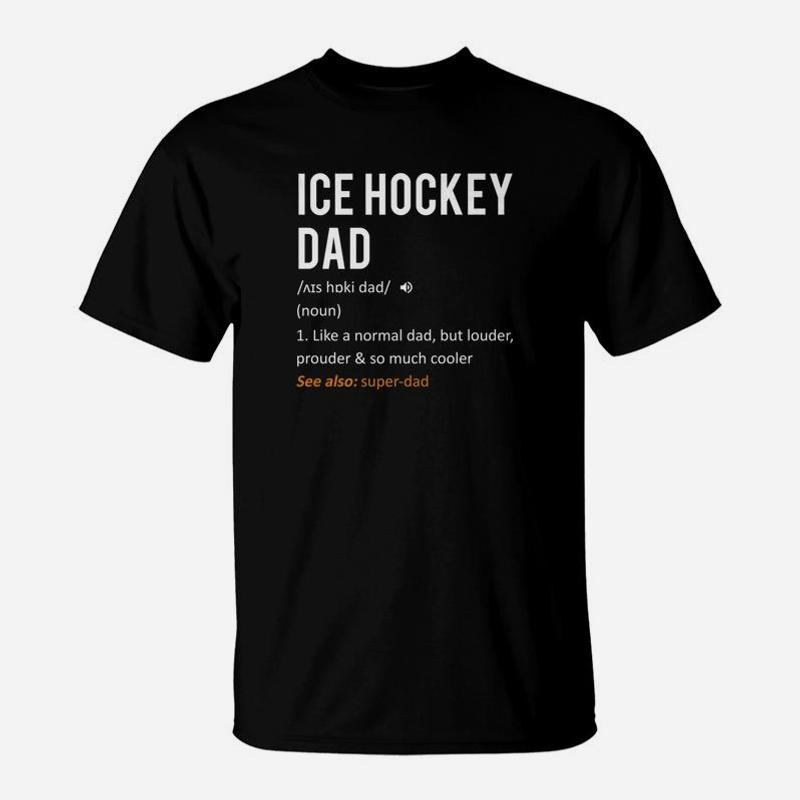 ICE HOCKEY
DAD
/ʌɪs hɒki dad/
(noun)
1. Like a normal dad, but louder,
prouder & so much cooler
See also: super-dad